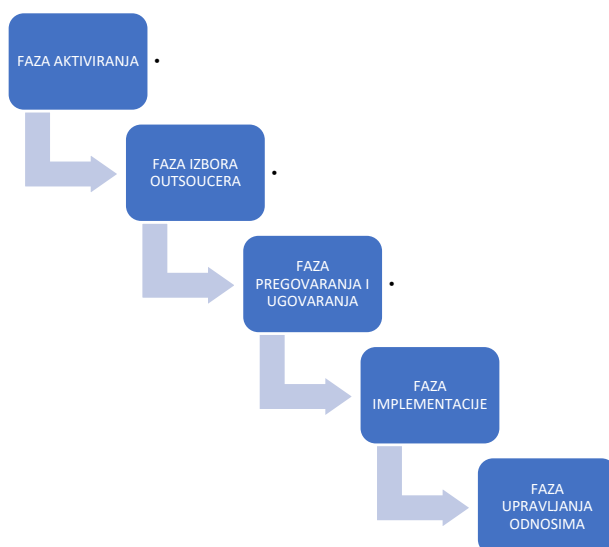 FAZA AKTIVIRANJA
•
FAZA IZBORA
OUTSOUCERA
•
FAZA
PREGOVARANJA I
UGOVARANJA
•
FAZA
IMPLEMENTACIJE
FAZA
UPRAVLJANJA
ODNOSIMA